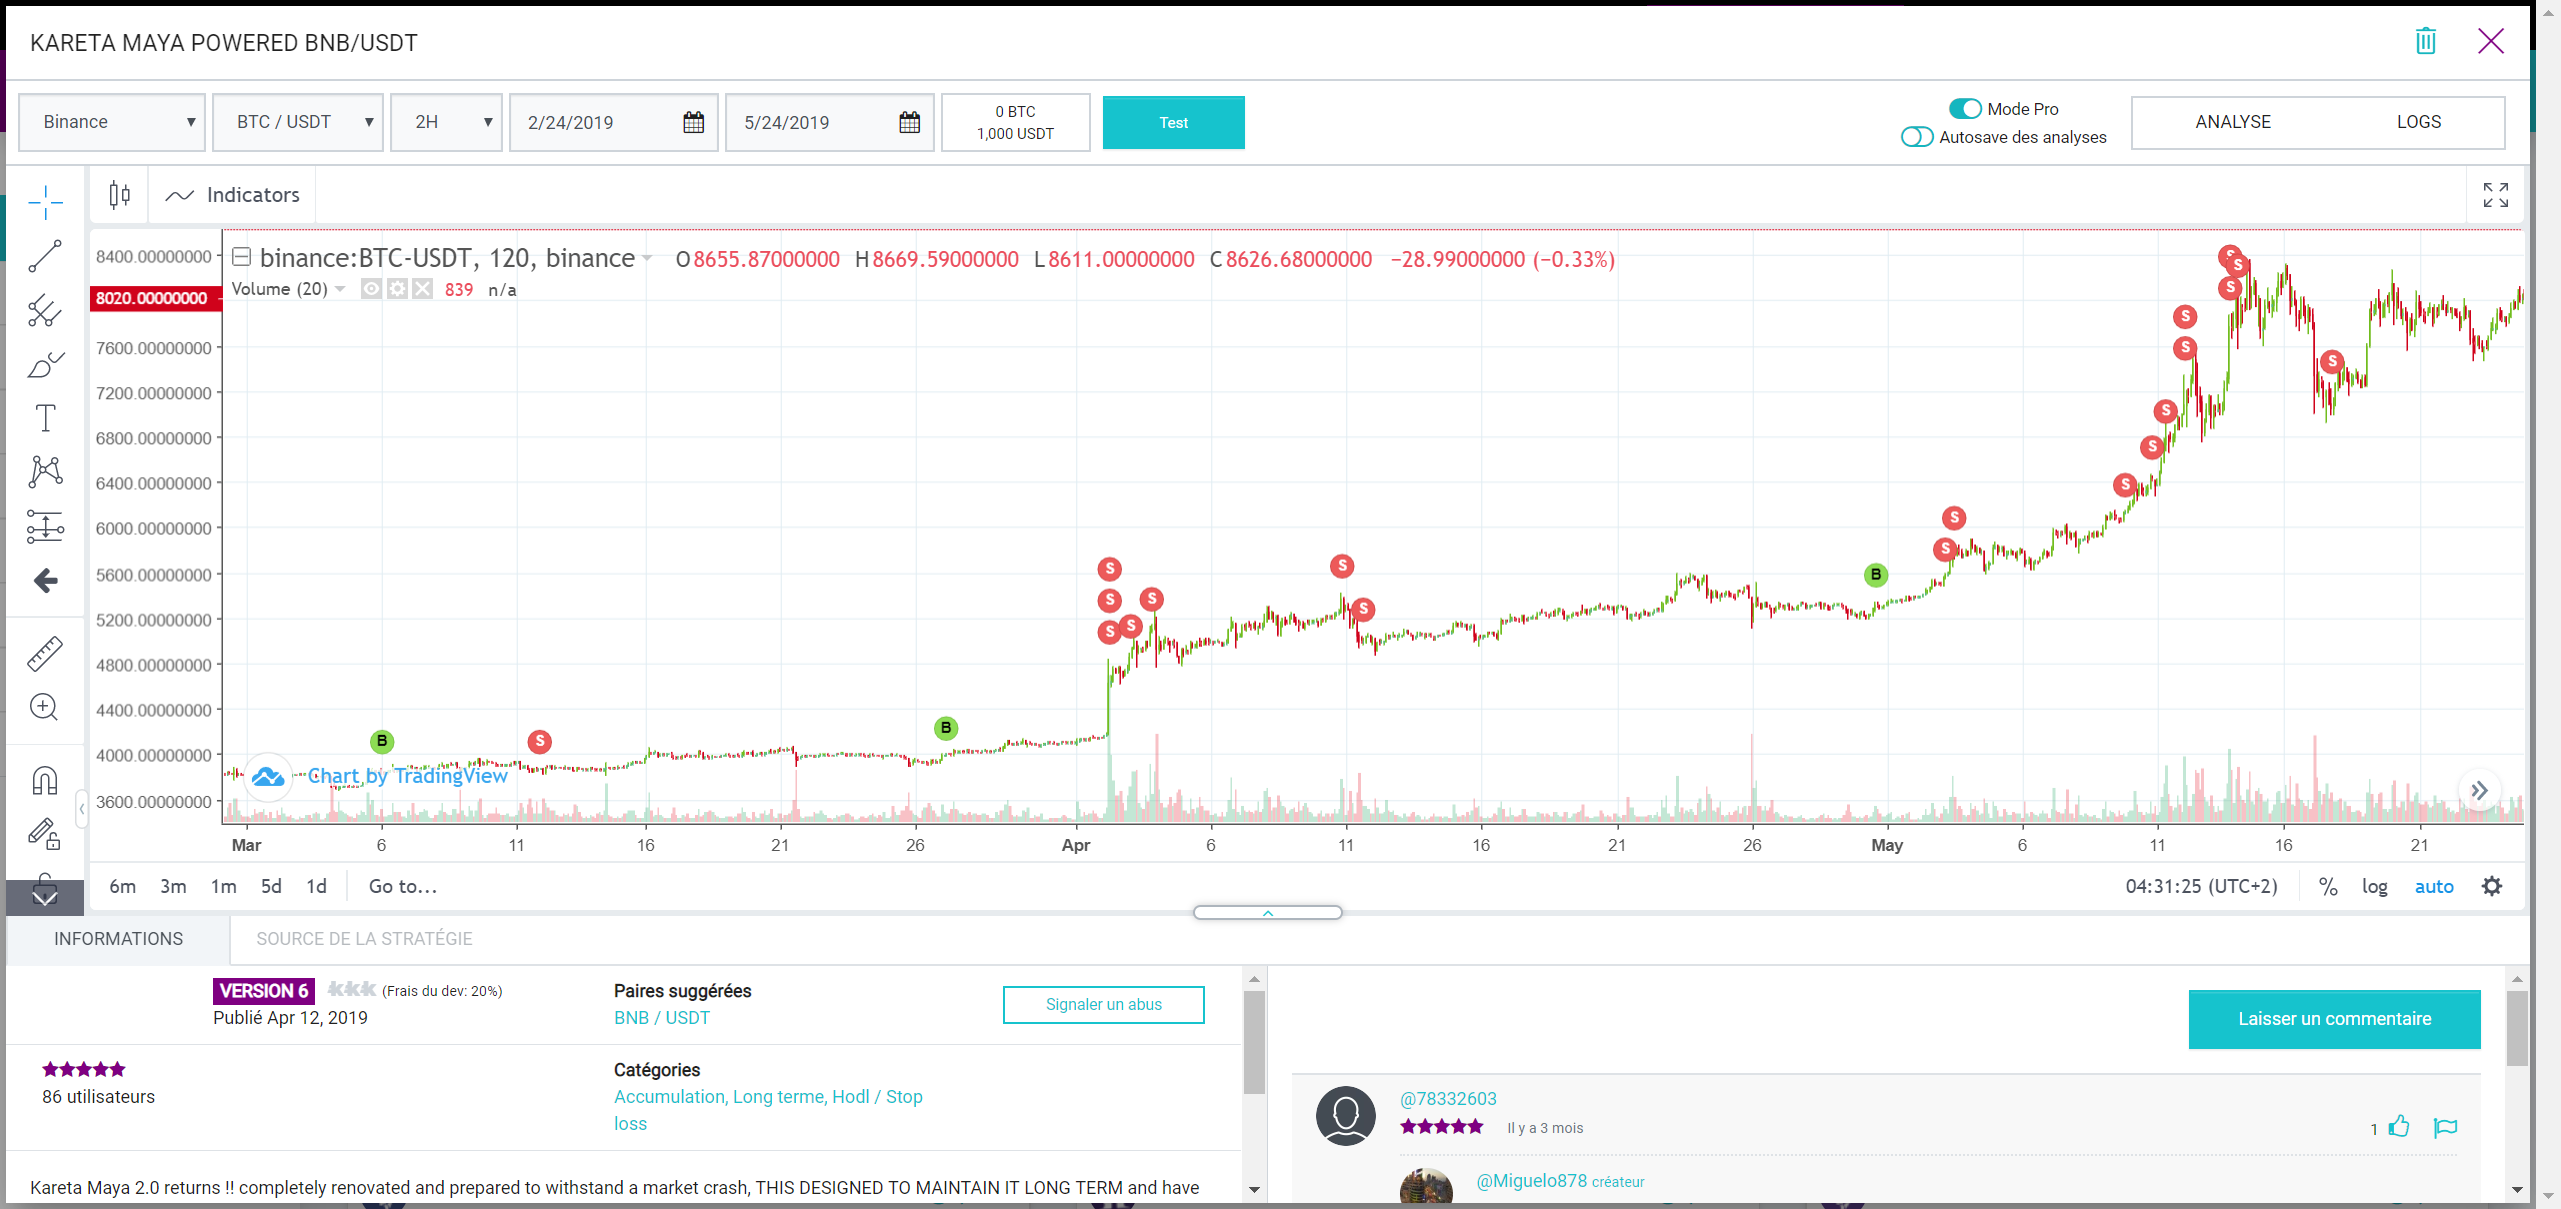 KARETA MAYA POWERED BNB/USDT
Binance
BTC / USDT
2H
2/24/2019
5/24/2019
0 BTC
1,000 USDT
Test
Mode Pro
Autosave des analyses
ANALYSE
LOGS
Indicators
binance:BTC-USDT, 120, binance O8655.87000000 H8669.59000000 L8611.00000000 C8626.68000000 −28.99000000 (−0.33%)
Volume (20) 839 n/a
8400.00000000
8020.00000000
7600.00000000
7200.00000000
6800.00000000
6400.00000000
6000.00000000
5600.00000000
5200.00000000
4800.00000000
4400.00000000
4000.00000000
3600.00000000
B
S
B
S
S
S
S
S
S
S
B
S
S
S
S
S
S
S
S
S
S
S
Chart by TradingView
Mar 6 11 16 21 26 Apr 6 11 16 21 26 May 6 11 16 21
6m 3m 1m 5d 1d Go to...
04:31:25 (UTC+2) % log auto
INFORMATIONS
SOURCE DE LA STRATÉGIE
VERSION 6 (Frais du dev: 20%)
Publié Apr 12, 2019
Paires suggérées
BNB / USDT
Signaler un abus
86 utilisateurs
Catégories
Accumulation, Long terme, Hodl / Stop
loss
Kareta Maya 2.0 returns !! completely renovated and prepared to withstand a market crash, THIS DESIGNED TO MAINTAIN IT LONG TERM and have
Laisser un commentaire
@78332603
Il y a 3 mois
1
@Miguelo878 créateur